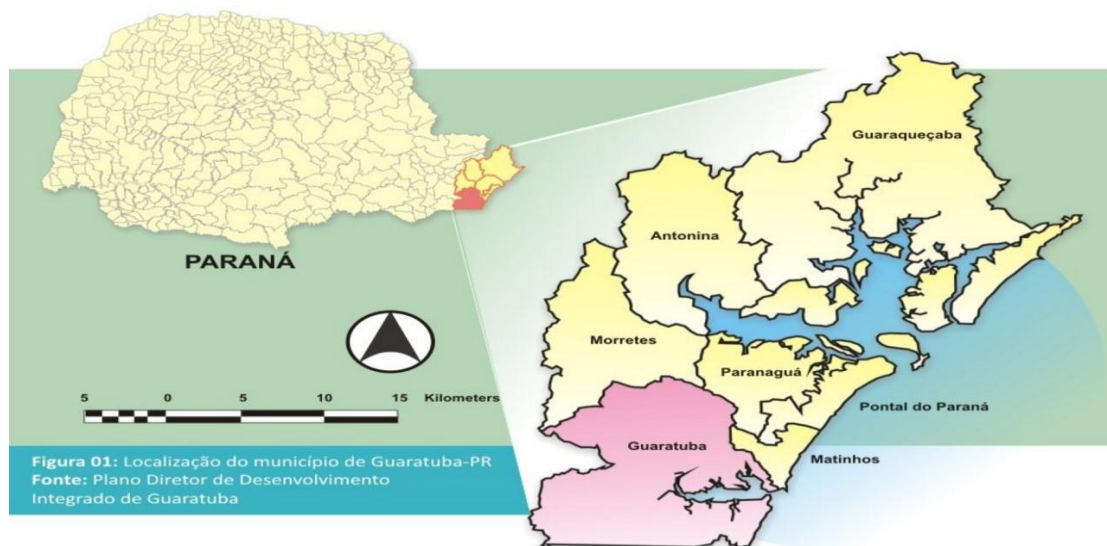 Guaraqueçaba
Antonina
PARANÁ
Morretes
Paranaguá
5 0 5 10 15 Kilometers
Pontal do Paraná
Guaratuba
Matinhos
Figura 01: Localização do município de Guaratuba-PR
Fonte: Plano Diretor de Desenvolvimento
Integrado de Guaratuba